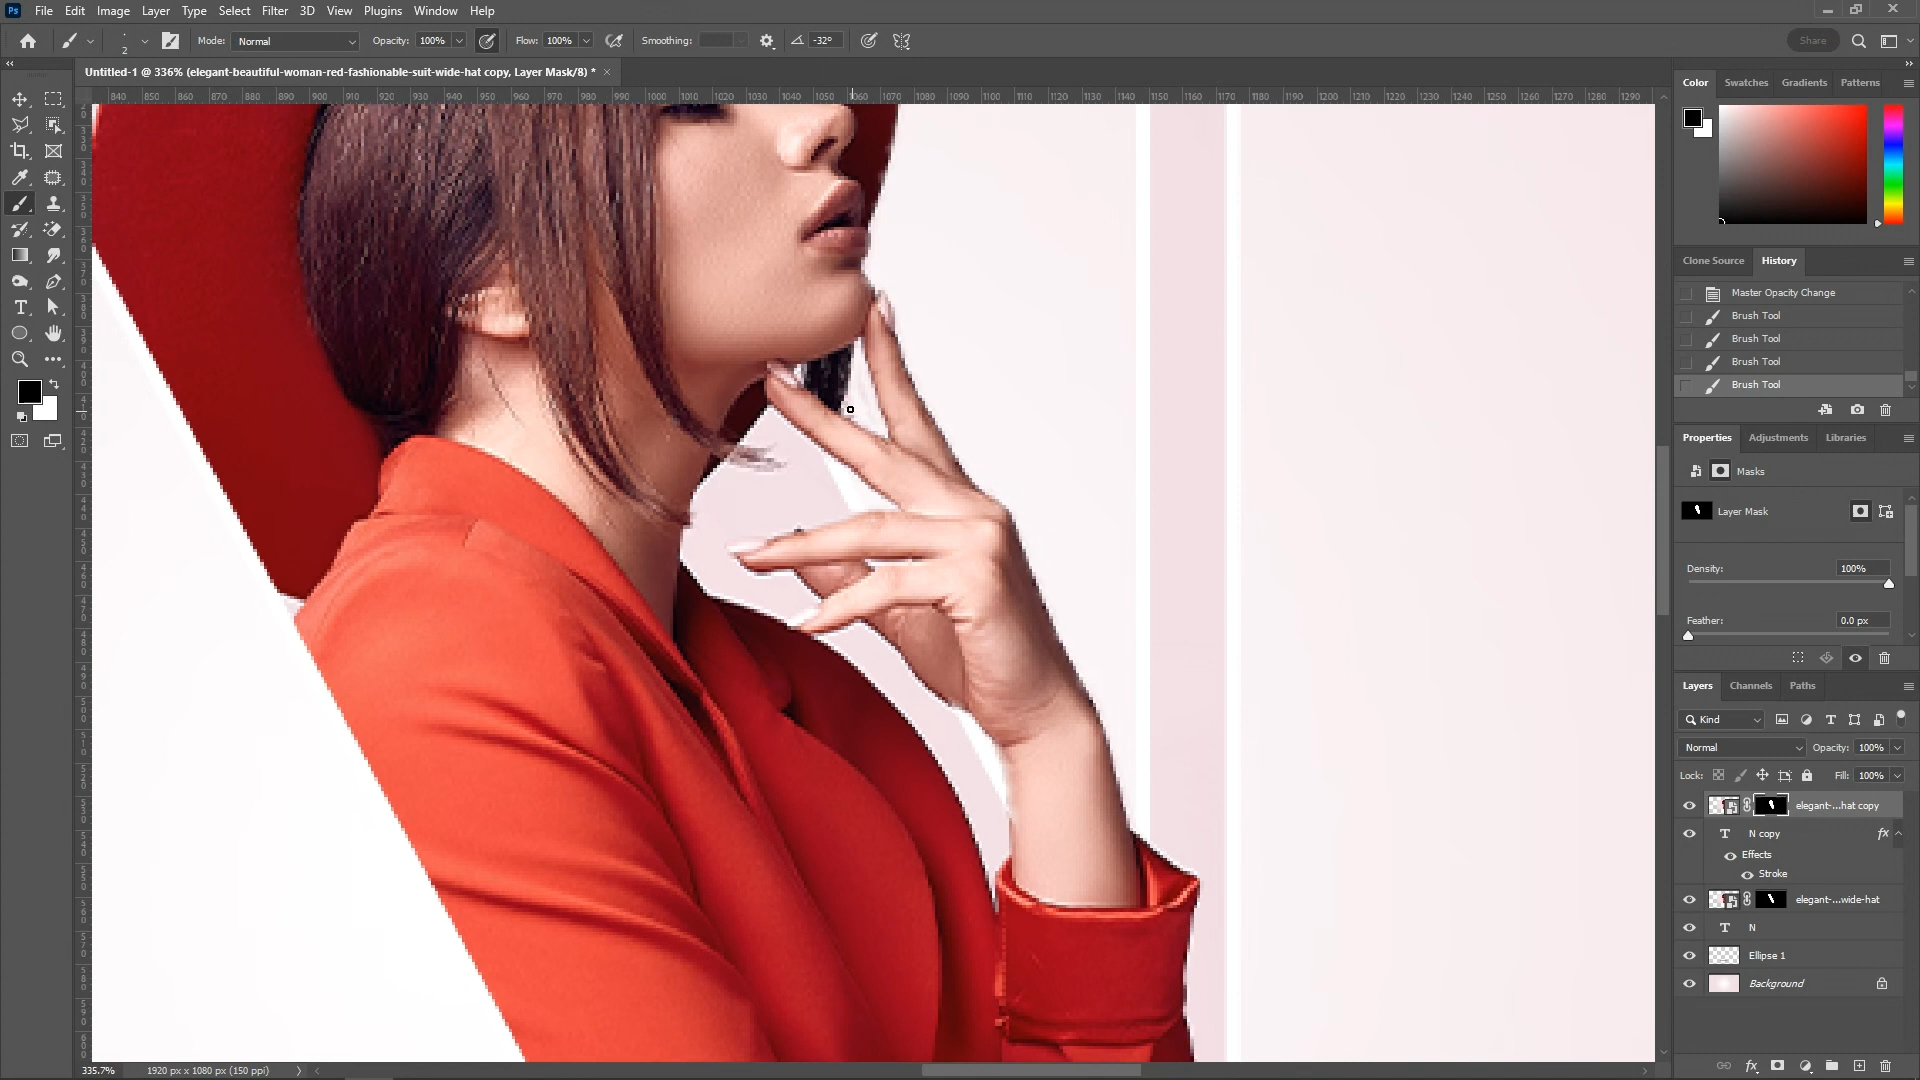 Ps File Edit Image Layer Type Select Filter 3D View Plugins Window Help
2 Mode: Normal Opacity: 100% Flow: 100% Smoothing: -32° Share
Untitled-1 @ 336% (elegant-beautiful-woman-red-fashionable-suit-wide-hat copy, Layer Mask/8) * ×
840 850 860 870 880 890 900 910 920 930 940 950 960 970 980 990 1000 1010 1020 1030 1040 1050 1060 1070 1080 1090 1100 1110 1120 1130 1140 1150 1160 1170 1180 1190 1200 1210 1220 1230 1240 1250 1260 1270 1280 1290
Color Swatches Gradients Patterns
Clone Source History
Master Opacity Change
Brush Tool
Brush Tool
Brush Tool
Brush Tool
Properties Adjustments Libraries
Masks
Layer Mask
Density: 100%
Feather: 0.0 px
Layers Channels Paths
Kind
Normal Opacity: 100%
Lock: Fill: 100%
elegant-...hat copy
T N copy fx
Effects
Stroke
elegant-...wide-hat
T N
Ellipse 1
Background
335.7% 1920 px x 1080 px (150 ppi)
fx